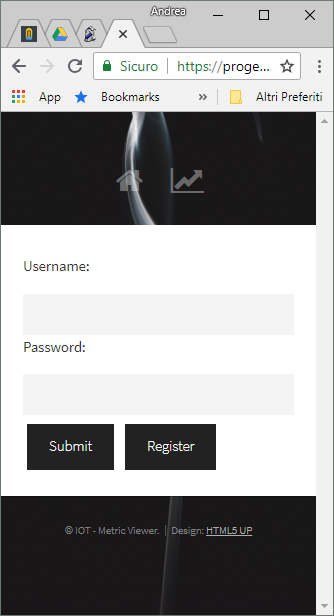 Andrea
Sicuro | https://proge...
App Bookmarks » Altri Preferiti
Username:
Password:
Submit Register
© IOT - Metric Viewer. | Design: HTML5 UP